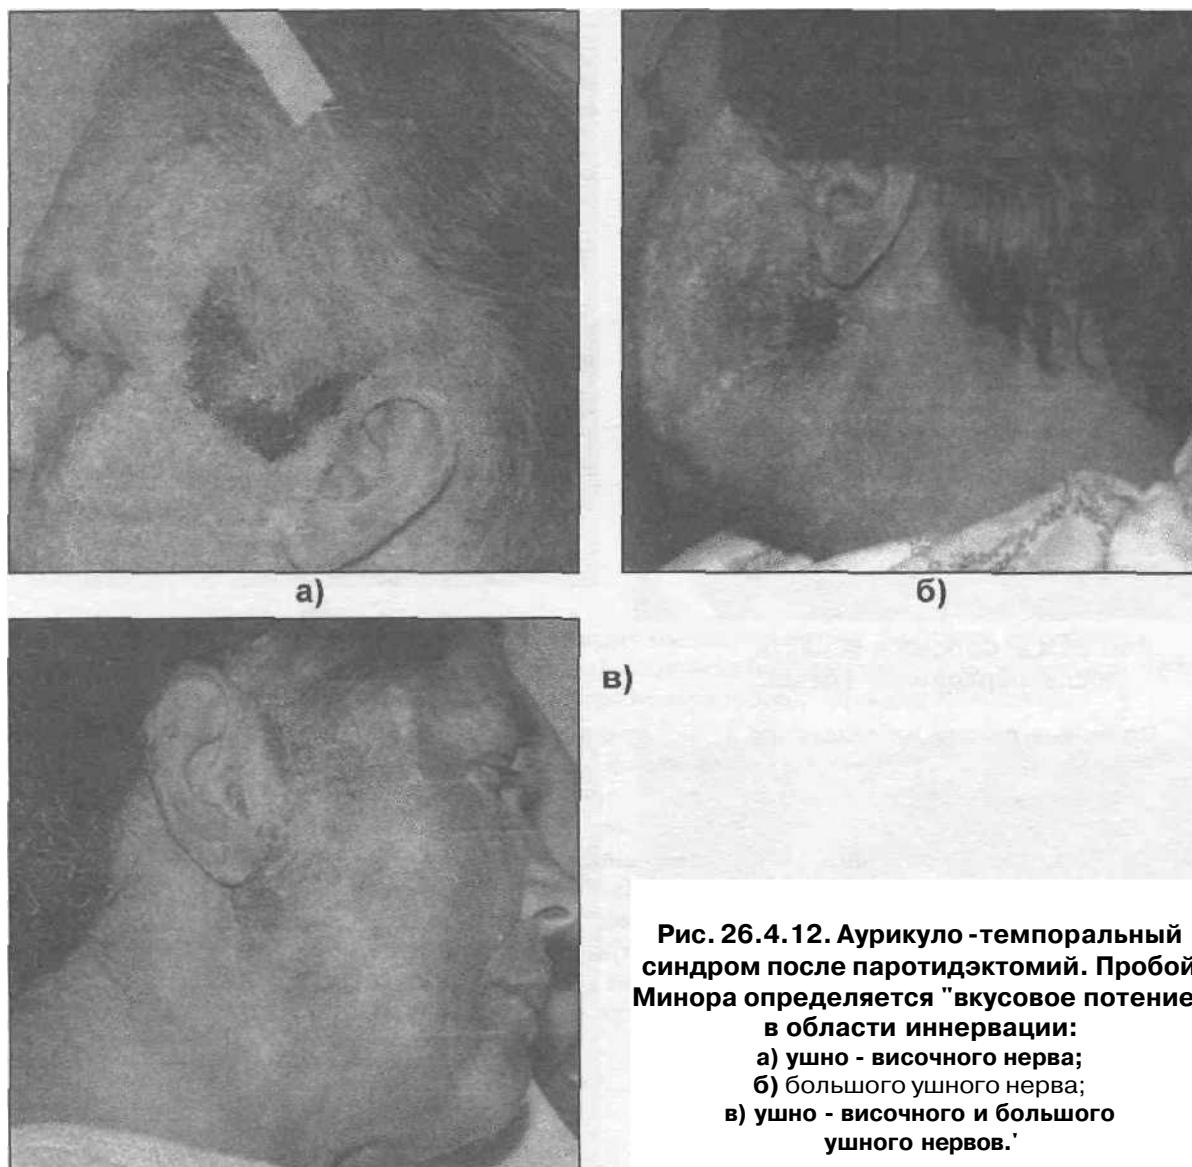 а)
б)
в)
Рис. 26.4.12. Аурикуло -темпоральный
синдром после паротидэктомий. Пробой
Минора определяется "вкусовое потение
в области иннервации:
а) ушно - височного нерва;
б) большого ушного нерва;
в) ушно - височного и большого
ушного нервов.'